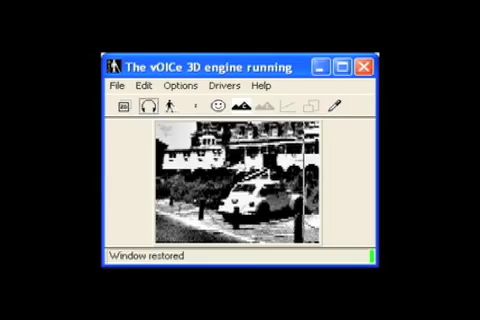 The vOICe 3D engine running
File Edit Options Drivers Help
Window restored